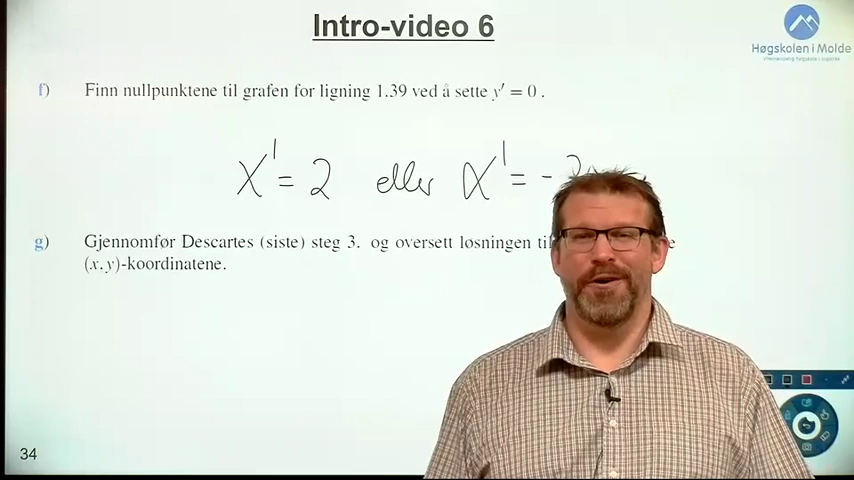 Intro-video 6
Høgskolen i Molde
f) Finn nullpunktene til grafen for ligning 1.39 ved å sette y′ = 0 .
x′ = 2 eller x′ = -2
g) Gjennomfør Descartes (siste) steg 3. og oversett løsningen til
(x, y)-koordinatene.
34